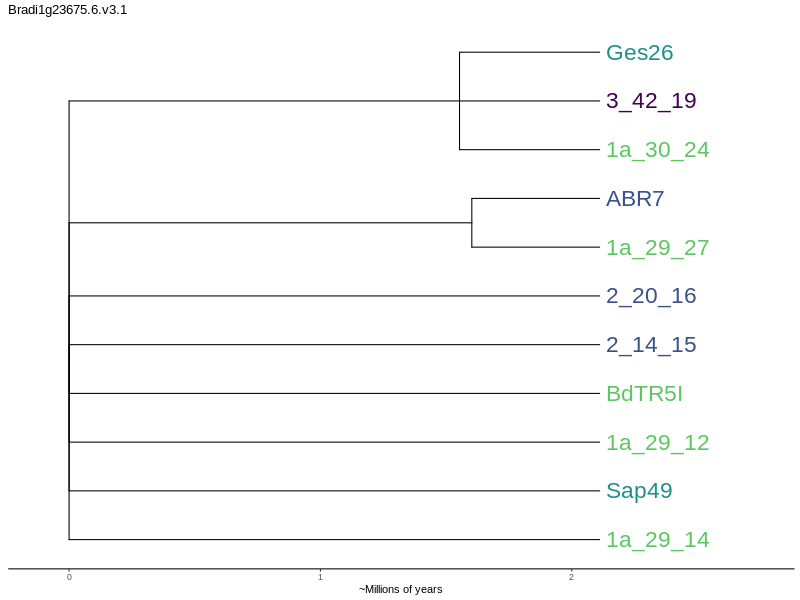 Bradi1g23675.6.v3.1
Ges26
3_42_19
1a_30_24
ABR7
1a_29_27
2_20_16
2_14_15
BdTR5I
1a_29_12
Sap49
1a_29_14
0 1 2
~Millions of years